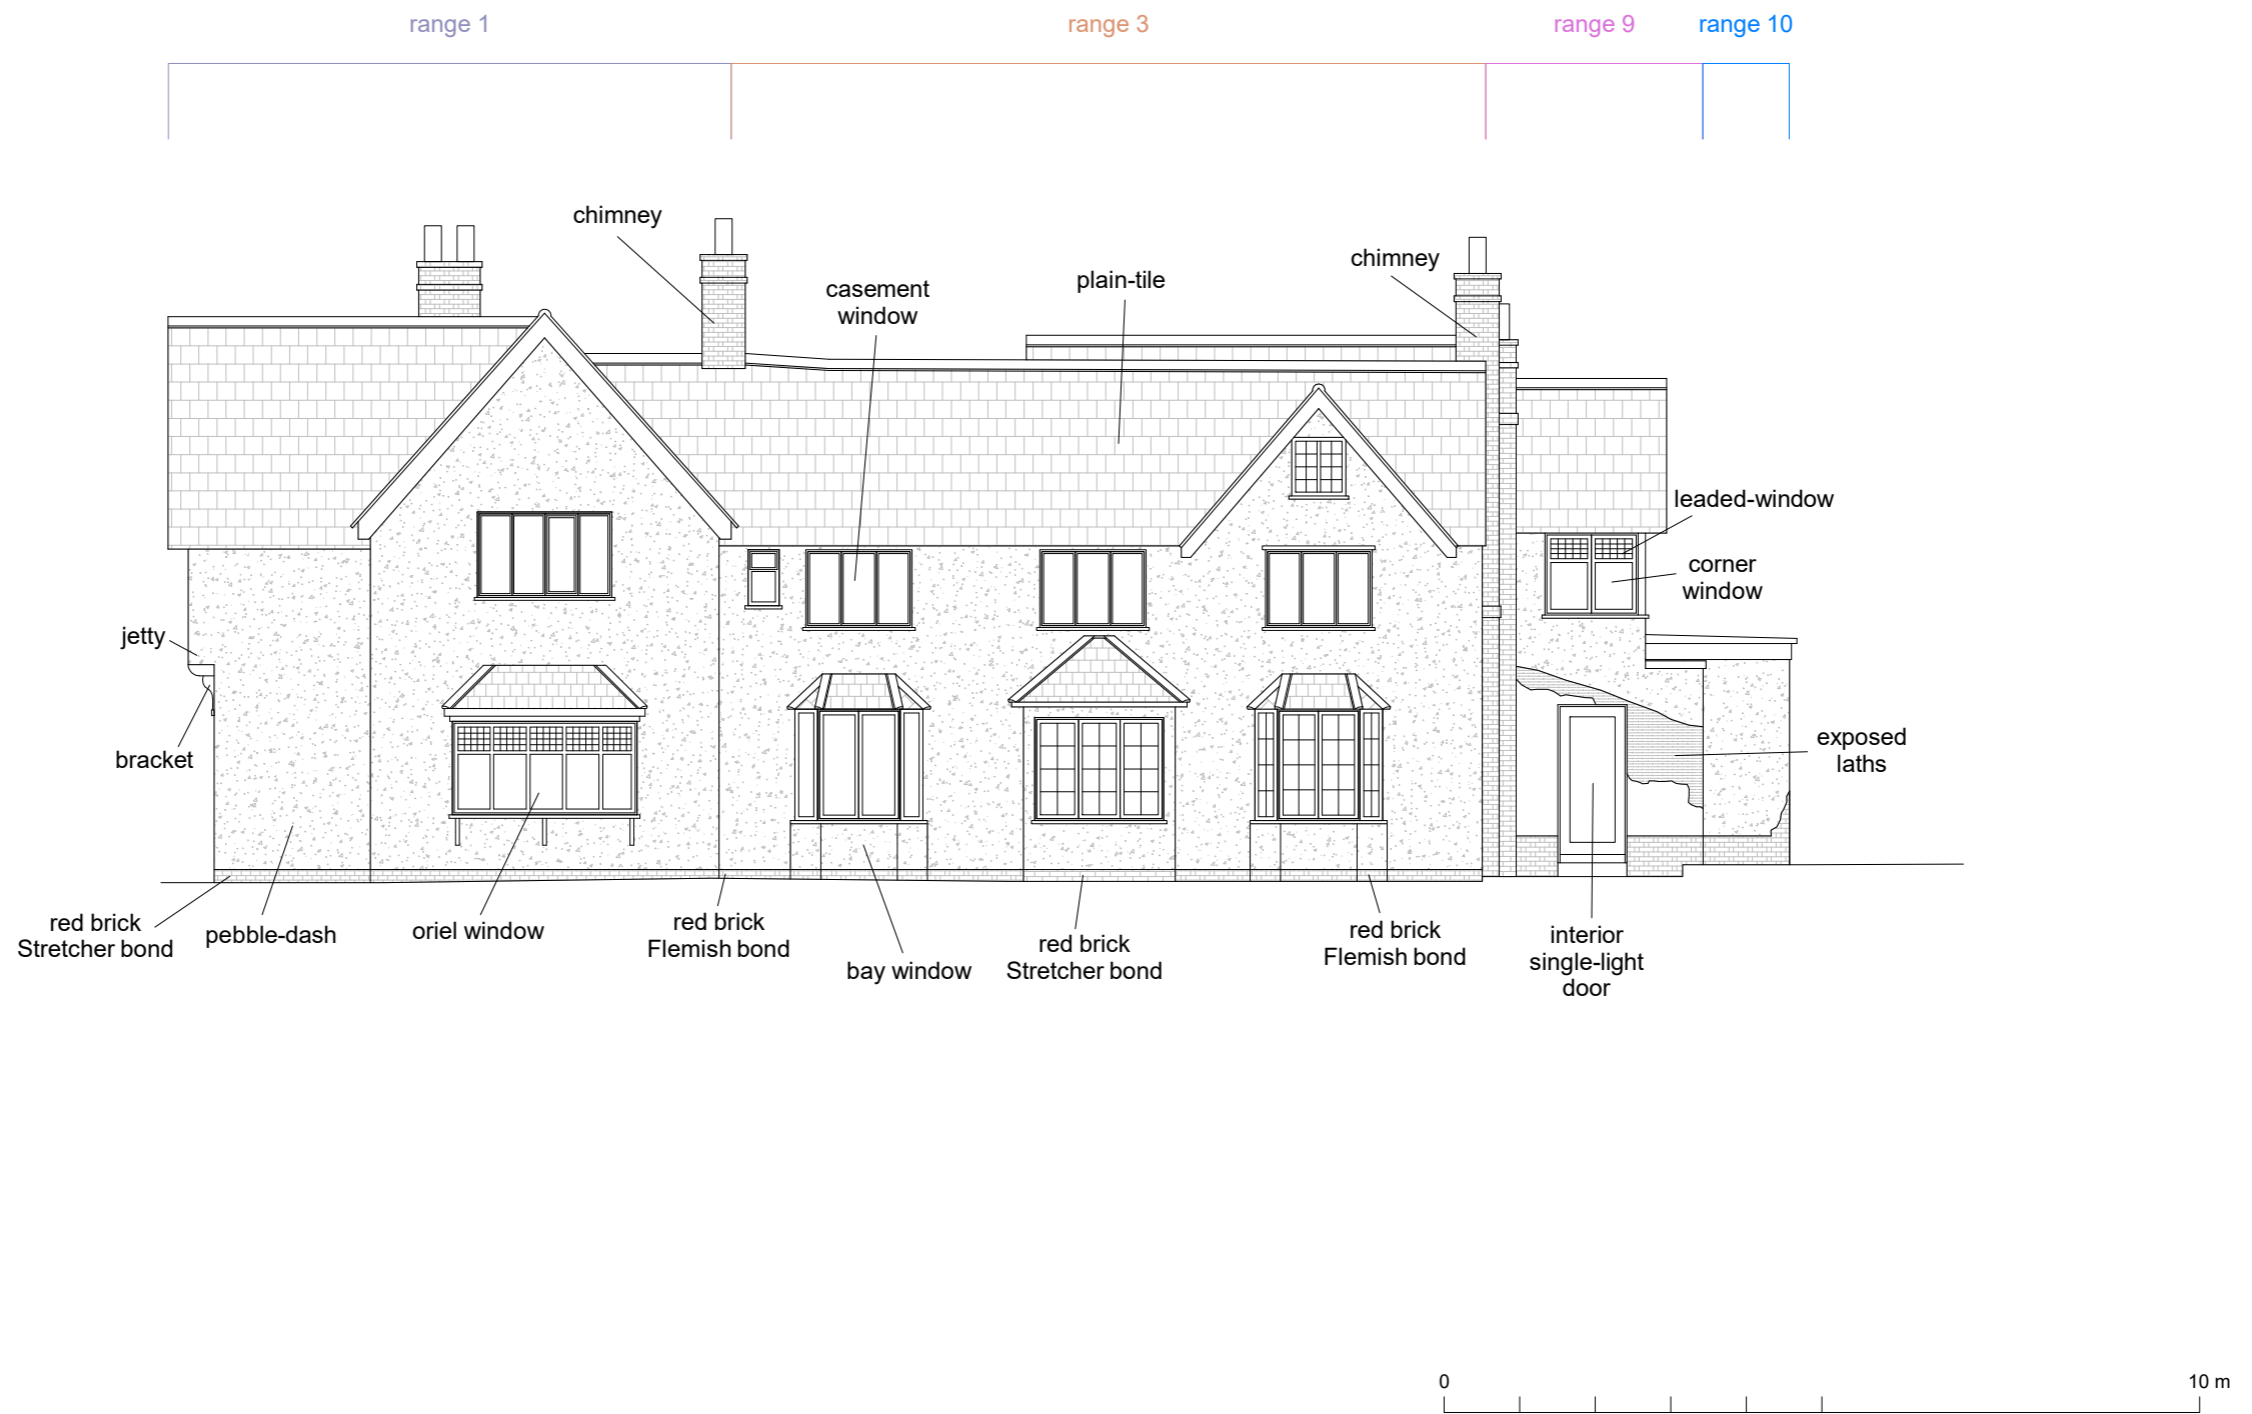 range 1
range 3
range 9
range 10
chimney
chimney
casement
window
plain-tile
leaded-window
corner
window
jetty
bracket
exposed
laths
red brick
Stretcher bond
pebble-dash
oriel window
red brick
Flemish bond
bay window
red brick
Stretcher bond
red brick
Flemish bond
interior
single-light
door
0
10 m